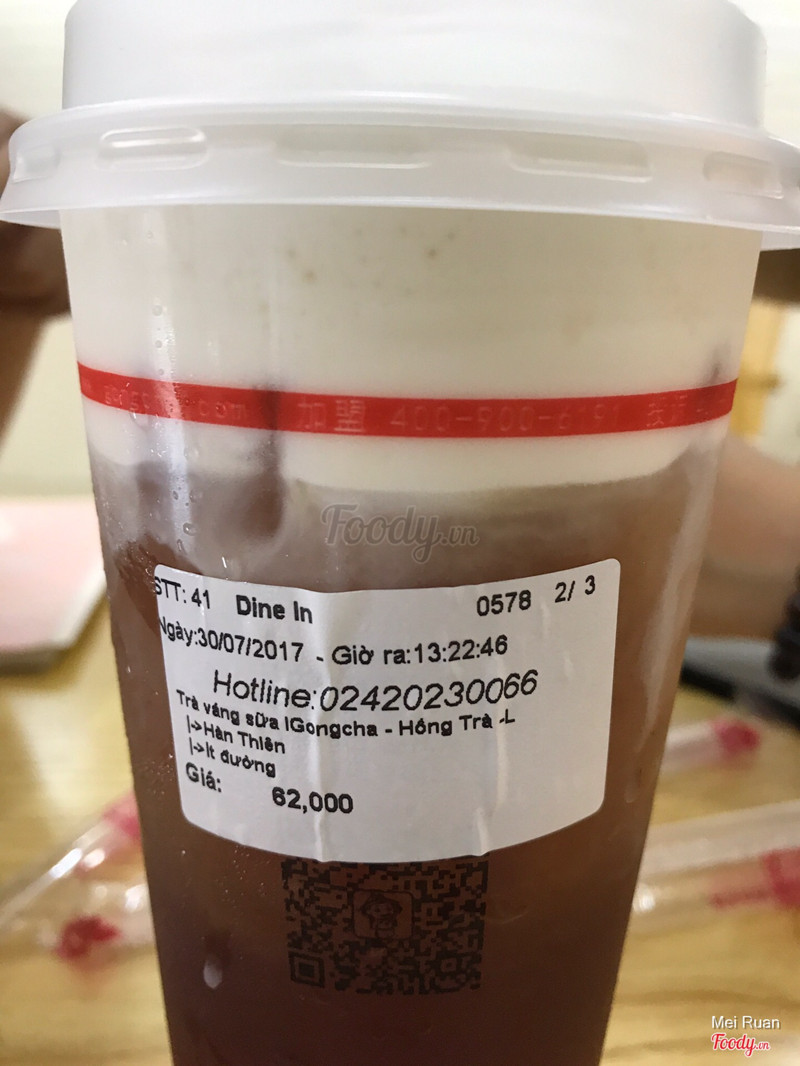 加盟 400-900-6191
Foody.vn
STT: 41 Dine In 0578 2/ 3
Ngày:30/07/2017 - Giờ ra:13:22:46
Hotline:02420230066
Trà váng sữa IGongcha - Hồng Trà -L
|->Hàn Thiên
|->Ít đường
Giá: 62,000
Mei Ruan
Foody.vn